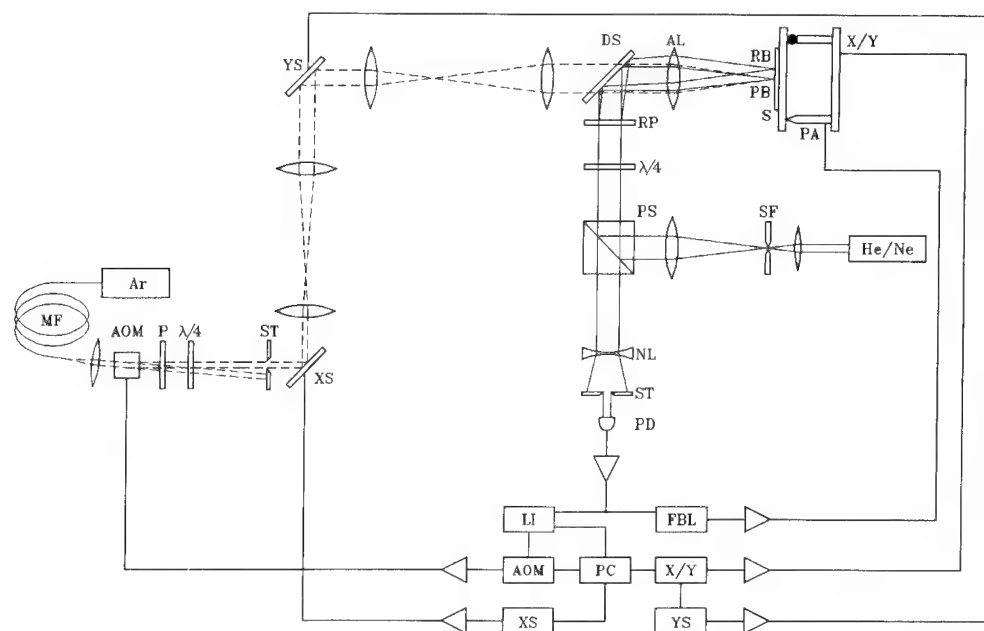 DS
AL
X/Y
YS
RB
PB
S
PA
RP
λ/4
PS
SF
He/Ne
Ar
MF
AOM
P
λ/4
ST
XS
NL
ST
PD
LI
FBL
AOM
PC
X/Y
XS
YS